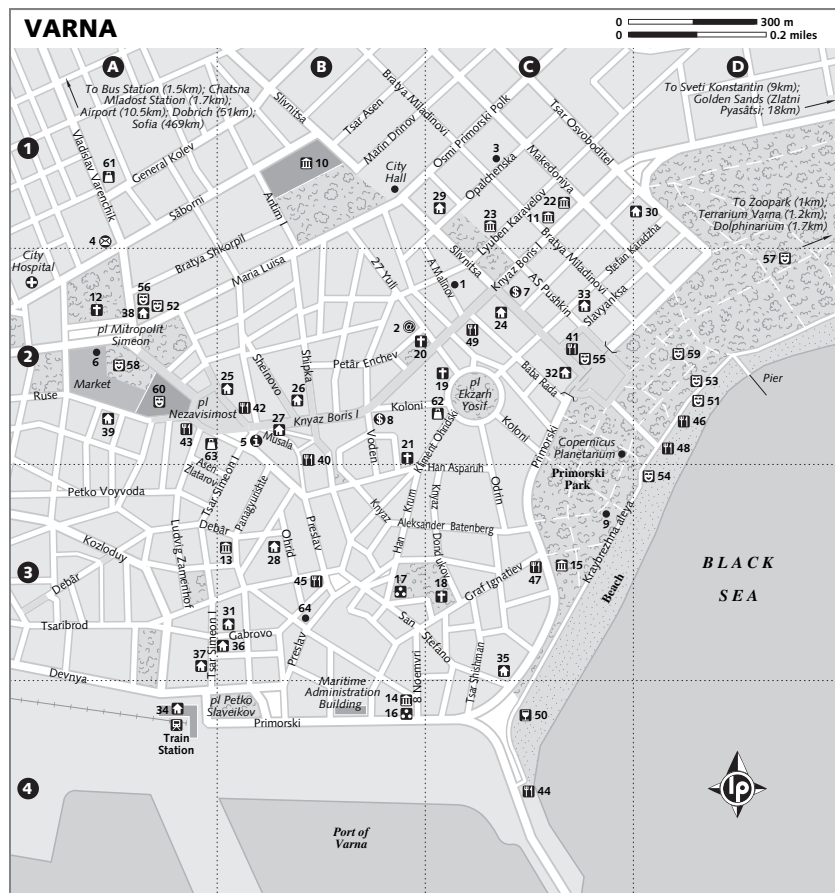 VARNA
0 300 m
0 0.2 miles
A
B
C
D
To Bus Station (1.5km); Chatsna
Mladost Station (1.7km);
Airport (10.5km); Dobrich (51km);
Sofia (469km)
To Sveti Konstantin (9km);
Golden Sands (Zlatni
Pyasâtsi; 18km)
Slivnitsa
Tsar Asen
Bratya Miladinovi
Marin Drinov
Osmi Primorski Polk
Tsar Osvoboditel
1
Vladislav Varenchik
61
General Kolev
10
City
Hall
3
Opalchenska
Makedoniya
Sâborni
Antim I
29
23
22
11
Lyuben Karavelov
30
To Zoopark (1km);
Terrarium Varna (1.2km);
Dolphinarium (1.7km)
4
City
Hospital
Bratya Shkorpil
Maria Luisa
27 Yuli
A Malinov
Slivnitsa
Knyaz Boris I
Bratya Miladinovi
Stefan Karadzha
57
56
52
12
38
1
7
AS Pushkin
33
Slavyanska
24
pl Mitropolit
Simeon
2
20
49
41
55
2
6
58
Petâr Enchev
19
32
Baba Rada
59
Market
60
25
Sheinovo
Shipka
26
pl
Ekzarh
Yosif
53
Pier
Ruse
pl
Nezavisimost
42
Knyaz Boris I
Koloni
8
62
51
39
43
27
Musala
Voden
Kliment Ohridski
Koloni
46
5
63
40
21
Primorski
Copernicus
Planetarium
48
Asen
Zlatarov
Tsar Simeon I
Han Asparuh
Primorski
Park
54
Petko Voyvoda
Panagyurishte
Knyaz
Krum
Knyaz
Odrin
9
Kozloduy
Ludvig Zamenhof
Debâr
Ohrid
Preslav
Aleksander Batenberg
Han
Dondukov
Kraybrezhna aleya
3
13
28
Debâr
45
17
18
Graf Ignatiev
47
15
Beach
BLACK
SEA
Tsaribrod
31
64
Gabrovo
36
San Stefano
37
Tsar Simeon I
Preslav
8 Noemvri
Tsar Shishman
35
Devnya
Maritime
Administration
Building
34
pl Petko
Slaveikov
14
16
Primorski
50
Train
Station
4
44
lp
Port of
Varna